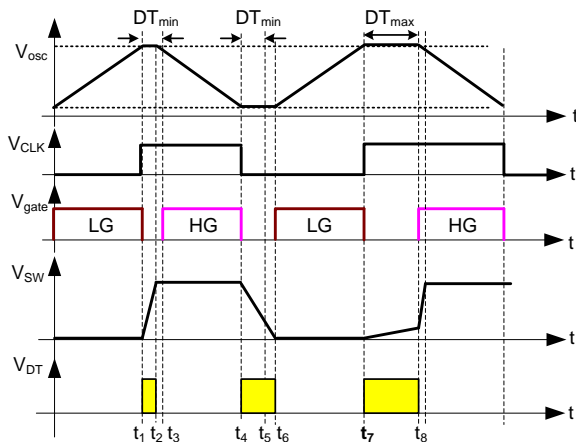 DTmin DTmin DTmax
Vosc
t
VCLK
t
Vgate
LG HG LG HG
t
VSW
t
VDT
t
t1 t2 t3 t4 t5 t6 t7 t8